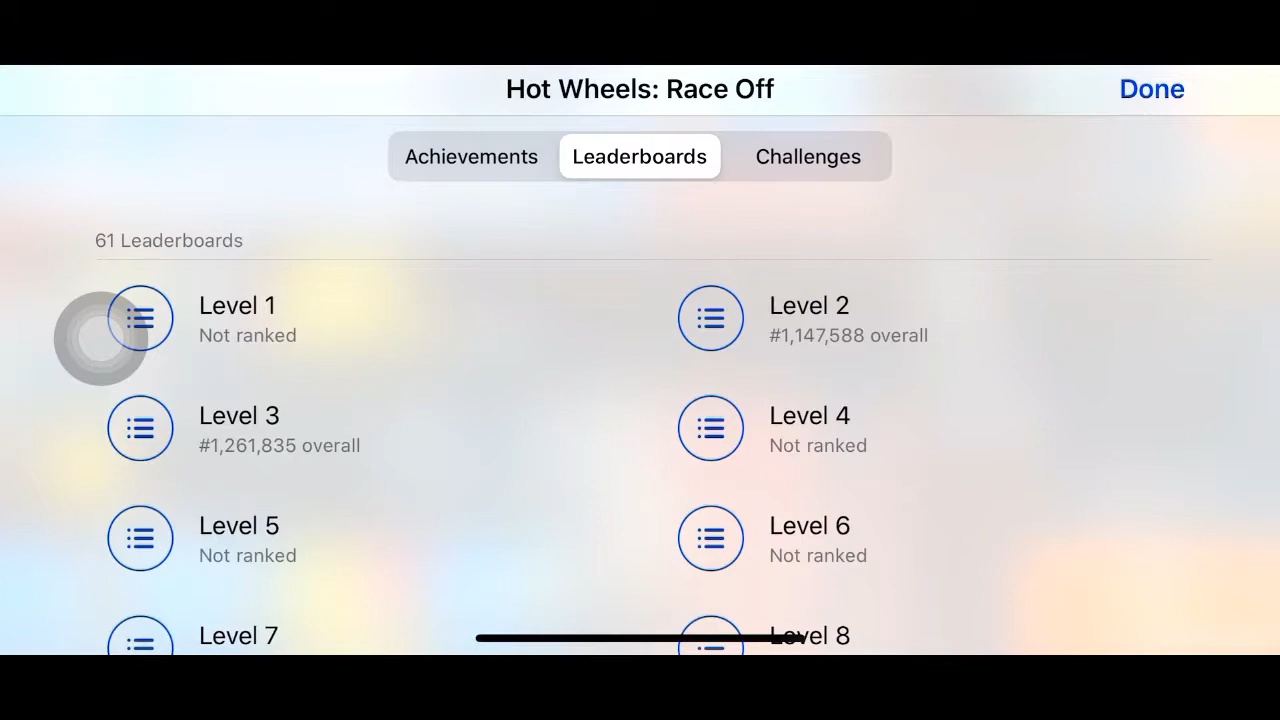 Hot Wheels: Race Off
Done
Achievements
Leaderboards
Challenges
61 Leaderboards
Level 1
Not ranked
Level 2
#1,147,588 overall
Level 3
#1,261,835 overall
Level 4
Not ranked
Level 5
Not ranked
Level 6
Not ranked
Level 7
Level 8